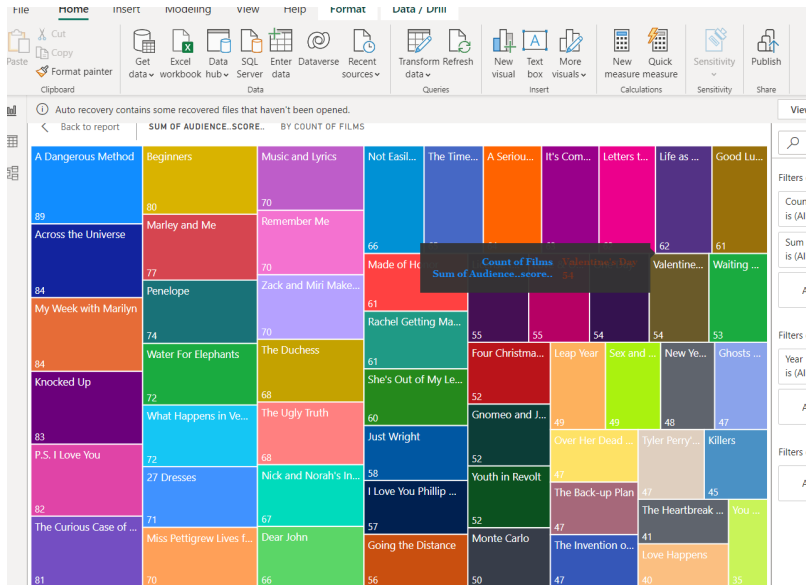 File Home Insert Modeling View Help Format Data / Drill
Paste
Cut
Copy
Format painter
Clipboard
Get data
Excel workbook
Data hub
SQL Server
Enter data
Dataverse
Recent sources
Data
Transform data
Refresh
Queries
New visual
Text box
More visuals
Insert
New measure
Quick measure
Calculations
Sensitivity
Sensitivity
Publish
Share
Auto recovery contains some recovered files that haven't been opened.
Back to report
SUM OF AUDIENCE..SCORE.. BY COUNT OF FILMS
A Dangerous Method
89
Across the Universe
84
My Week with Marilyn
84
Knocked Up
83
P.S. I Love You
82
The Curious Case of ...
81
Beginners
80
Marley and Me
77
Penelope
74
Water For Elephants
72
What Happens in Ve...
72
27 Dresses
71
Miss Pettigrew Lives f...
70
Music and Lyrics
70
Remember Me
70
Zack and Miri Make...
70
The Duchess
68
The Ugly Truth
68
Nick and Norah's In...
67
Dear John
66
Not Easil...
66
The Time...
A Seriou...
It's Com...
Letters t...
Life as ...
62
Good Lu...
61
Count of Films Valentine's Day
Sum of Audience..score.. 54
Made of Ho
61
Rachel Getting Ma...
61
She's Out of My Le...
60
Just Wright
58
I Love You Phillip ...
57
Going the Distance
56
55
55
54
Valentine...
54
Waiting ...
53
Four Christma...
52
Gnomeo and J...
52
Youth in Revolt
52
Monte Carlo
50
Leap Year
49
Sex and ...
49
New Ye...
48
Ghosts ...
47
Over Her Dead ...
47
The Back-up Plan
47
The Invention o...
47
Tyler Perry'...
47
Killers
45
The Heartbreak ...
41
Love Happens
40
You ...
35
View
Filters
Coun
is (Al
Sum
is (Al
A
Filters
Year
is (Al
A
Filters
A